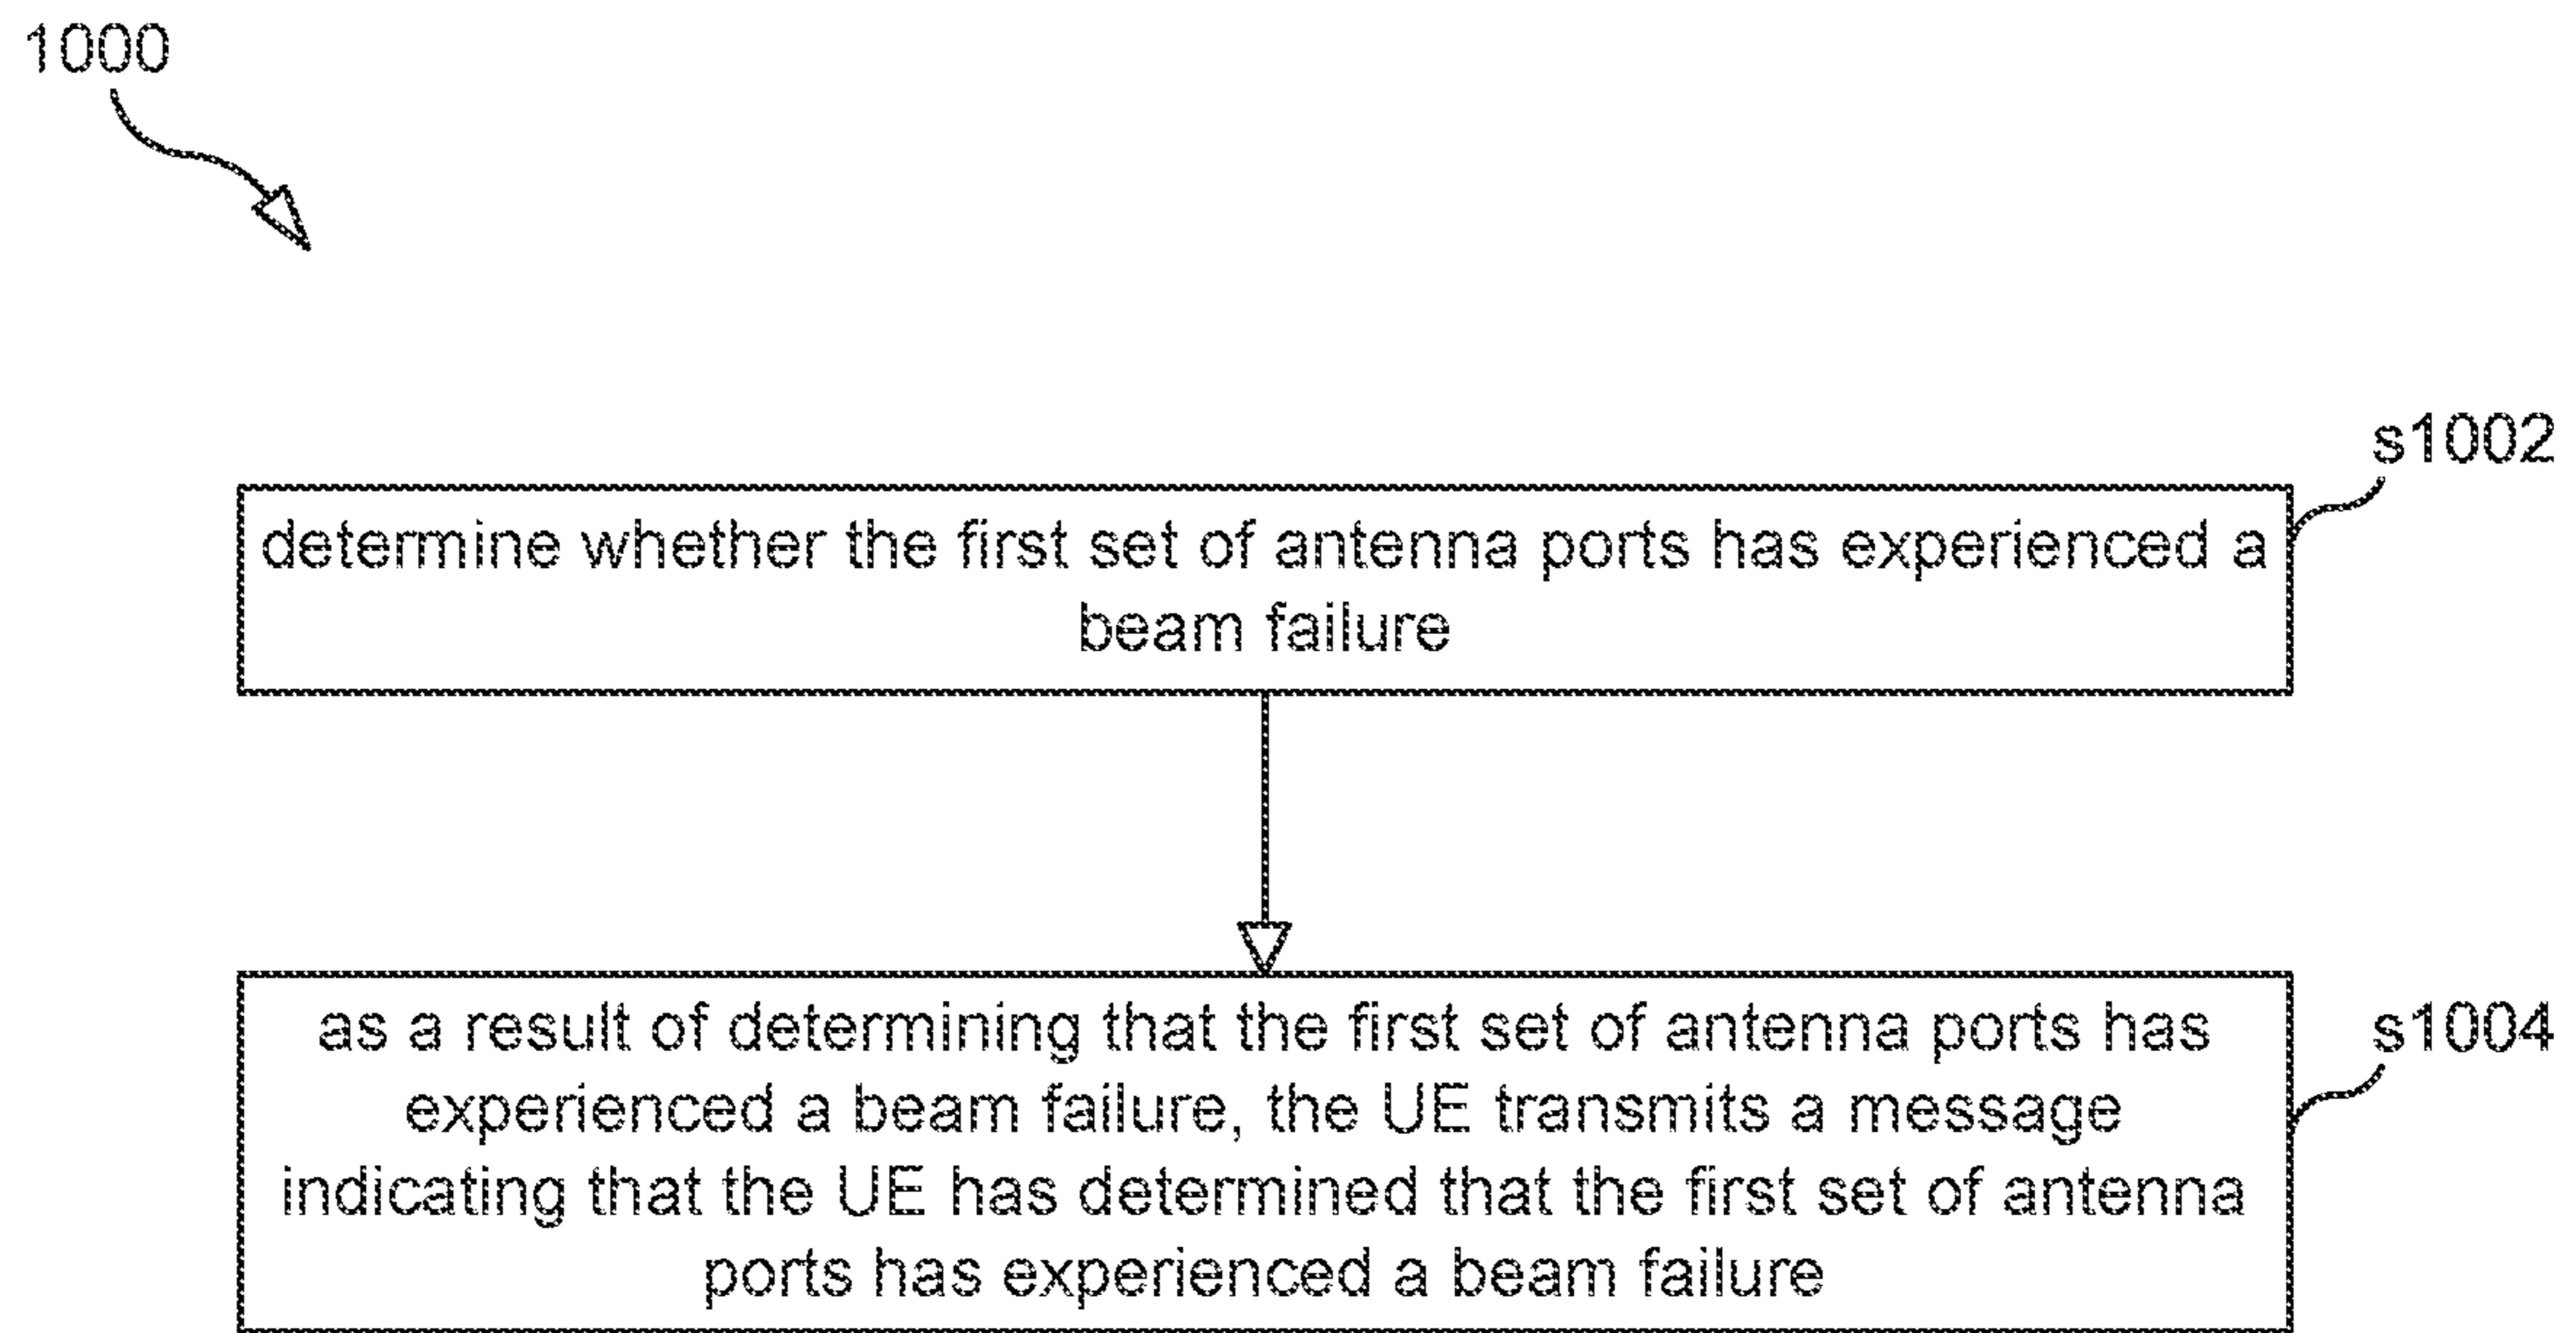 1000
s1002
determine whether the first set of antenna ports has experienced a
beam failure
s1004
as a result of determining that the first set of antenna ports has
experienced a beam failure, the UE transmits a message
indicating that the UE has determined that the first set of antenna
ports has experienced a beam failure